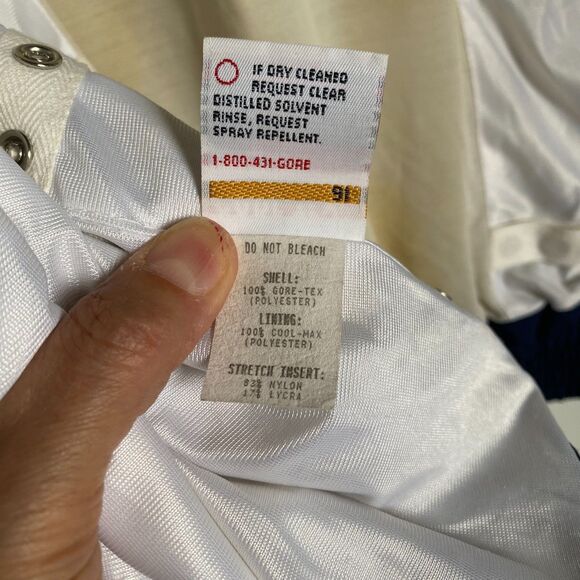 IF DRY CLEANED
REQUEST CLEAR
DISTILLED SOLVENT
RINSE, REQUEST
SPRAY REPELLENT.
1-800-431-GORE
91
DO NOT BLEACH
SHELL:
100% GORE-TEX
(POLYESTER)
LINING:
100% COOL-MAX
(POLYESTER)
STRETCH INSERT:
83% NYLON
17% LYCRA